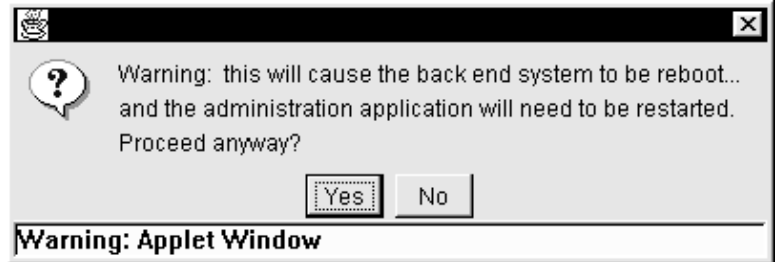 Warning: this will cause the back end system to be reboot...
and the administration application will need to be restarted.
Proceed anyway?
Yes No
Warning: Applet Window